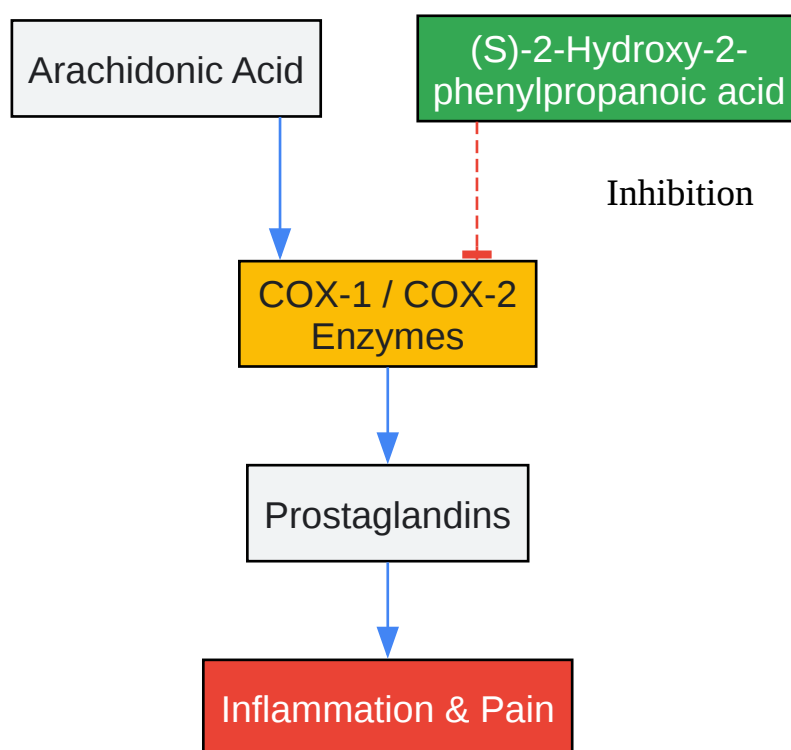 Arachidonic Acid
(S)-2-Hydroxy-2-
phenylpropanoic acid
Inhibition
COX-1 / COX-2
Enzymes
Prostaglandins
Inflammation & Pain